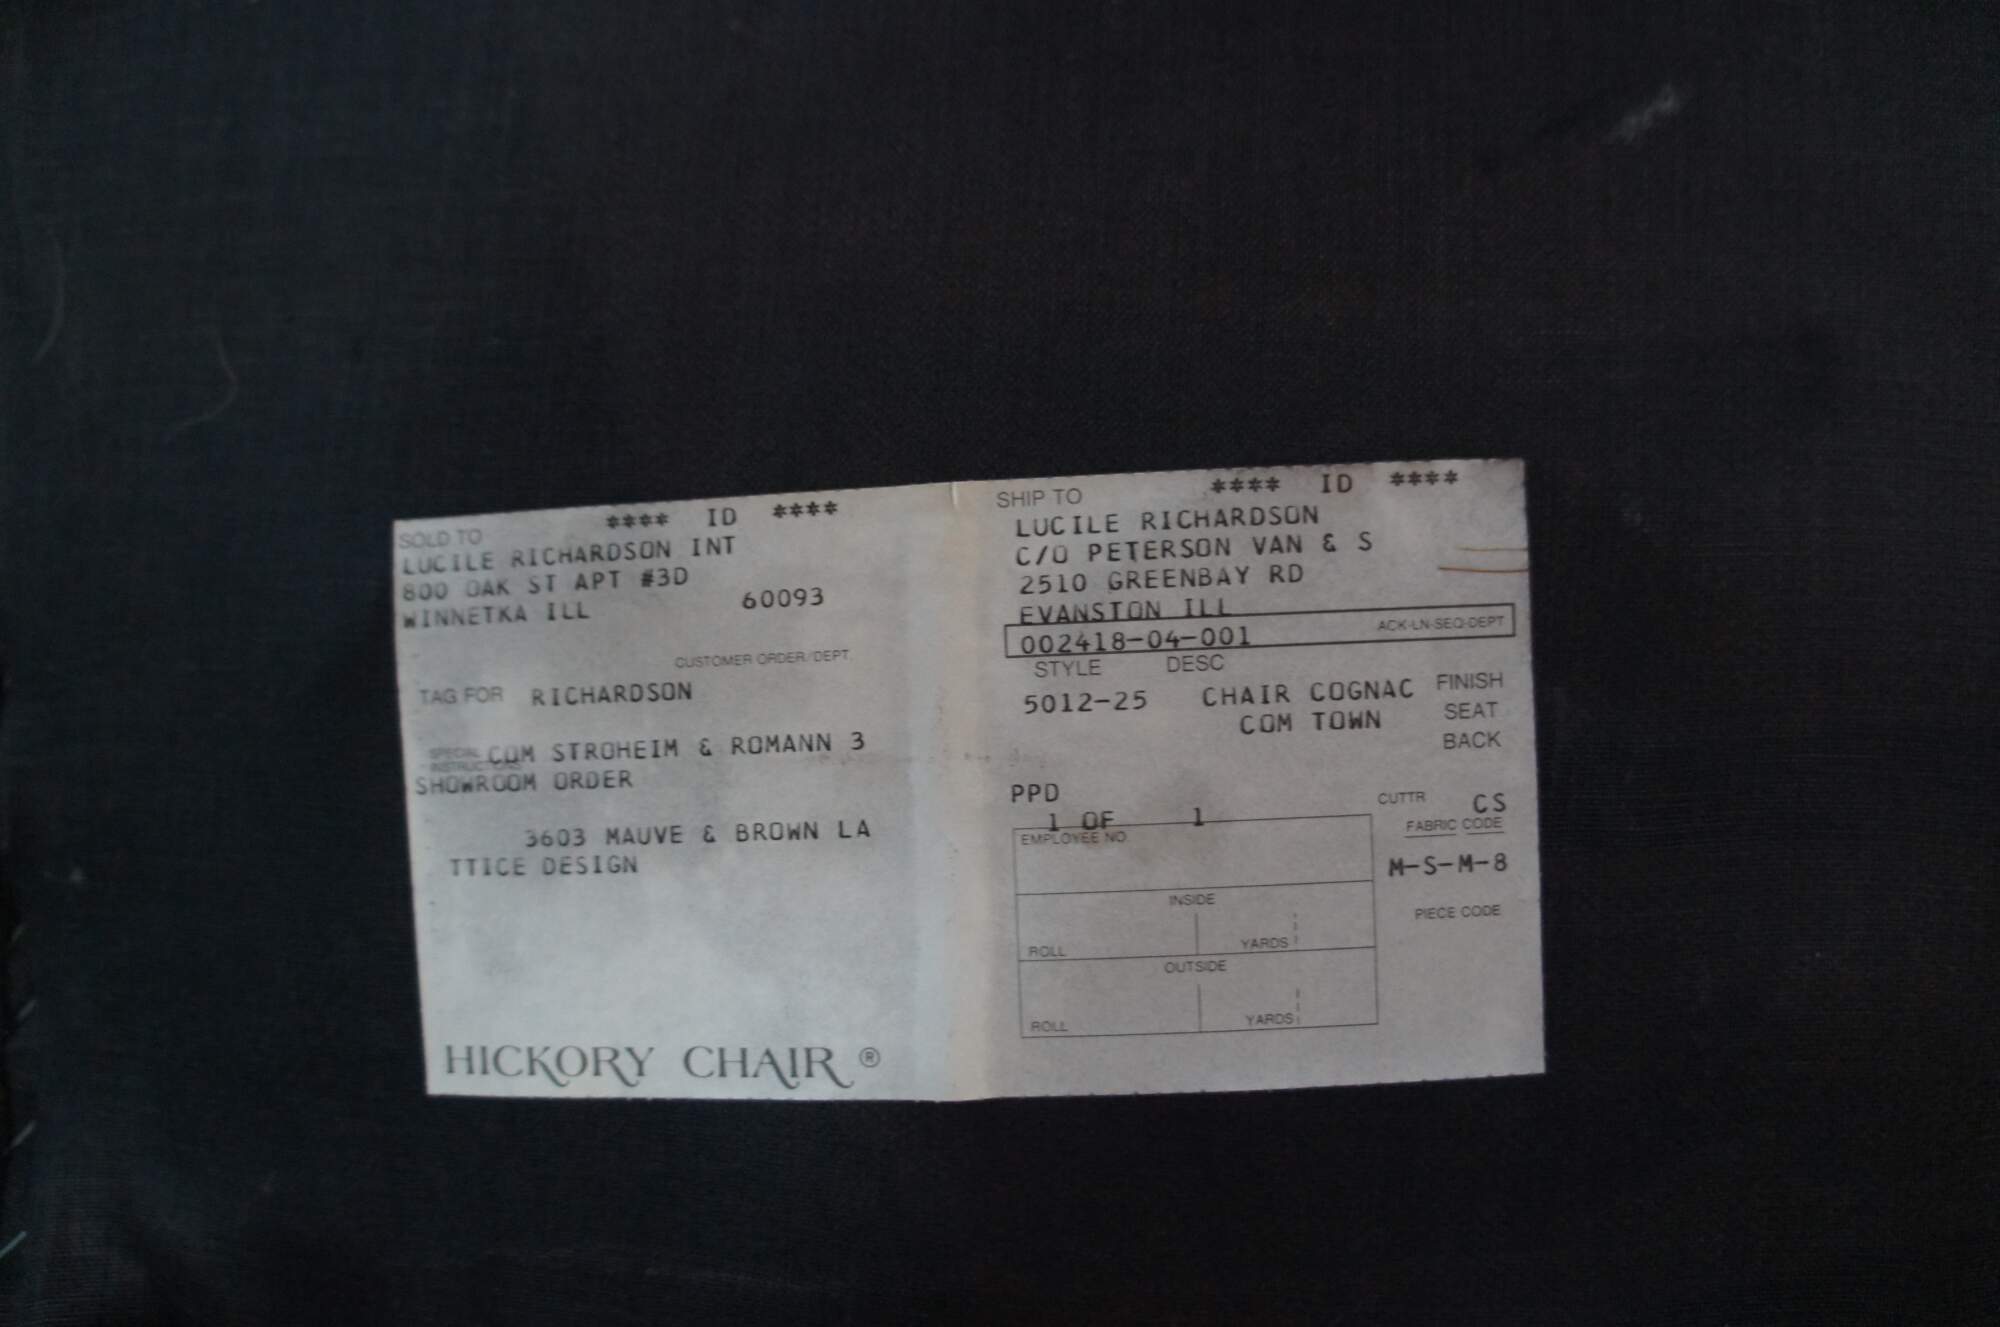 SOLD TO **** ID ****
LUCILE RICHARDSON INT
800 OAK ST APT #3D
WINNETKA ILL 60093
CUSTOMER ORDER/DEPT.
TAG FOR RICHARDSON
SPECIAL INSTRUCTIONS COM STROHEIM & ROMANN 3
SHOWROOM ORDER
3603 MAUVE & BROWN LA
TTICE DESIGN
HICKORY CHAIR ®
SHIP TO **** ID ****
LUCILE RICHARDSON
C/O PETERSON VAN & S
2510 GREENBAY RD
EVANSTON ILL
002418-04-001 ACK-LN-SEQ-DEPT
STYLE DESC
5012-25 CHAIR COGNAC FINISH
COM TOWN SEAT
BACK
PPD
1 OF 1
CUTTR CS
EMPLOYEE NO
FABRIC CODE
M-S-M-8
INSIDE
PIECE CODE
ROLL YARDS
OUTSIDE
ROLL YARDS